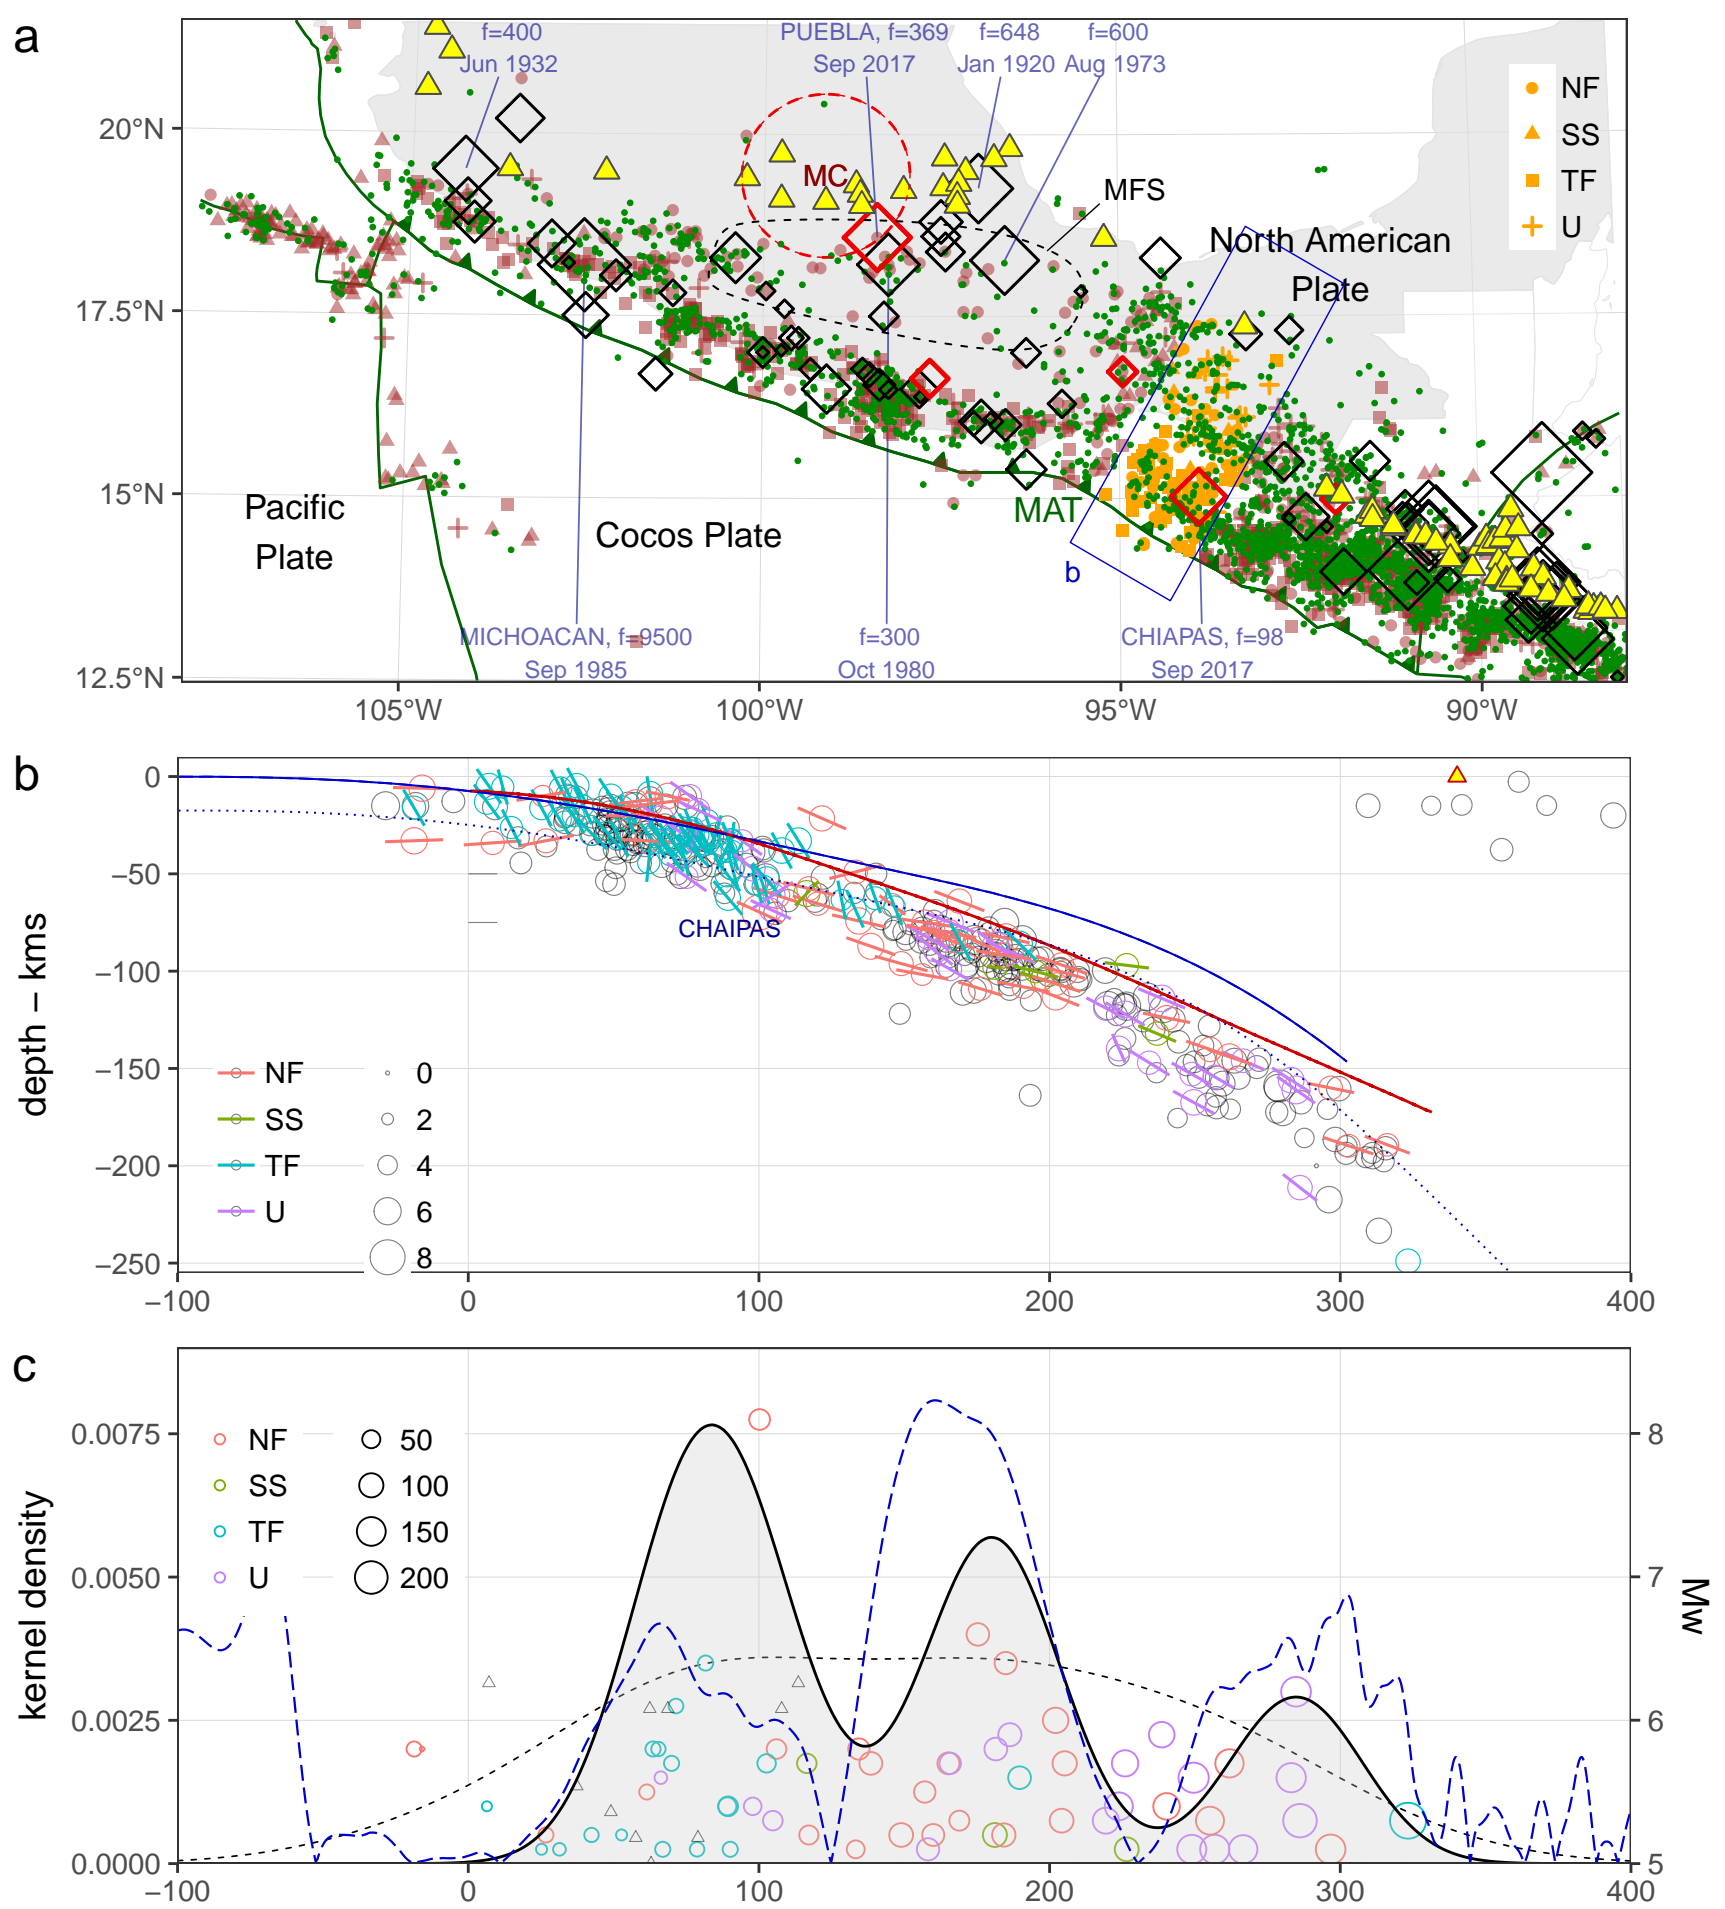 a
f=400
Jun 1932
PUEBLA, f=369
Sep 2017
f=648
Jan 1920
f=600
Aug 1973
NF
SS
TF
U
20°N
17.5°N
15°N
12.5°N
MC
MFS
North American
Plate
Pacific
Plate
Cocos Plate
MAT
b
MICHOACAN, f=9500
Sep 1985
f=300
Oct 1980
CHIAPAS, f=98
Sep 2017
105°W
100°W
95°W
90°W
b
depth – kms
0
−50
−100
−150
−200
−250
CHAIPAS
NF
SS
TF
U
0
2
4
6
8
−100
0
100
200
300
400
c
kernel density
0.0075
0.0050
0.0025
0.0000
NF
SS
TF
U
50
100
150
200
8
7
6
5
Mw
−100
0
100
200
300
400